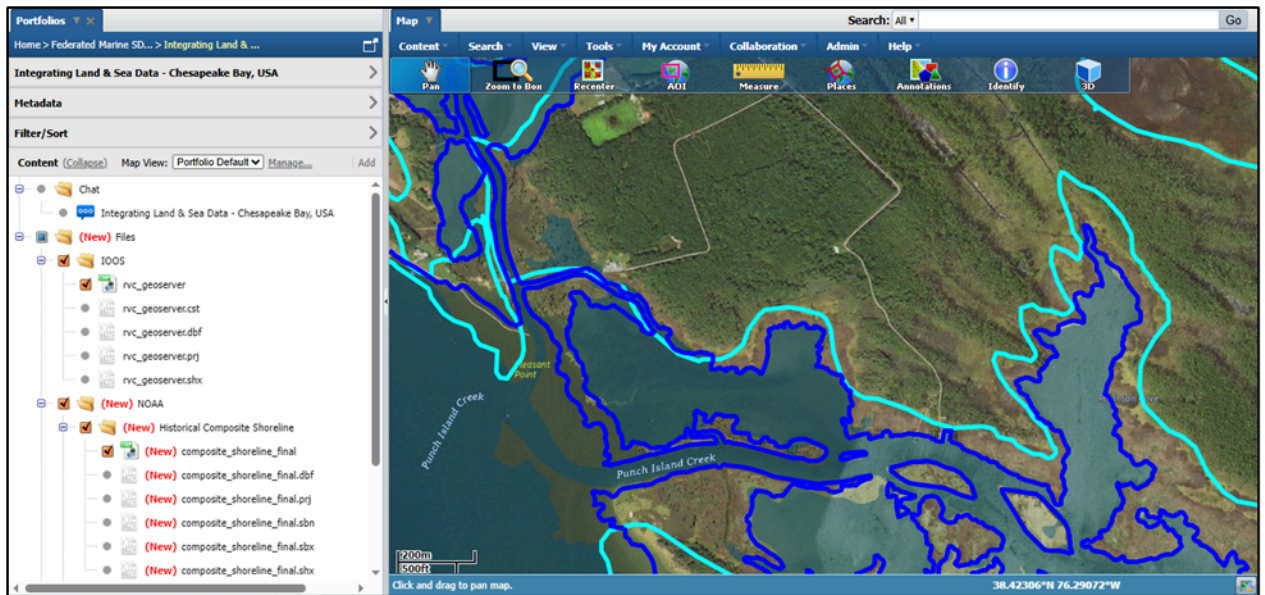 Portfolios
Home > Federated Marine SD... > Integrating Land & ...
Integrating Land & Sea Data - Chesapeake Bay, USA
Metadata
Filter/Sort
Content (Collapse) Map View: Portfolio Default Manage... Add
Chat
Integrating Land & Sea Data - Chesapeake Bay, USA
(New) Files
IOOS
rvc_geoserver
rvc_geoserver.cst
rvc_geoserver.dbf
rvc_geoserver.prj
rvc_geoserver.shx
(New) NOAA
(New) Historical Composite Shoreline
(New) composite_shoreline_final
(New) composite_shoreline_final.dbf
(New) composite_shoreline_final.prj
(New) composite_shoreline_final.sbn
(New) composite_shoreline_final.sbx
(New) composite_shoreline_final.shx
Map
Search: All Go
Content Search View Tools My Account Collaboration Admin Help
Pan Zoom to Box Recenter AOI Measure Places Annotations Identify 3D
Point
Punch Island Creek
Punch Island Creek
200m
500ft
Click and drag to pan map.
38.42306°N 76.29072°W